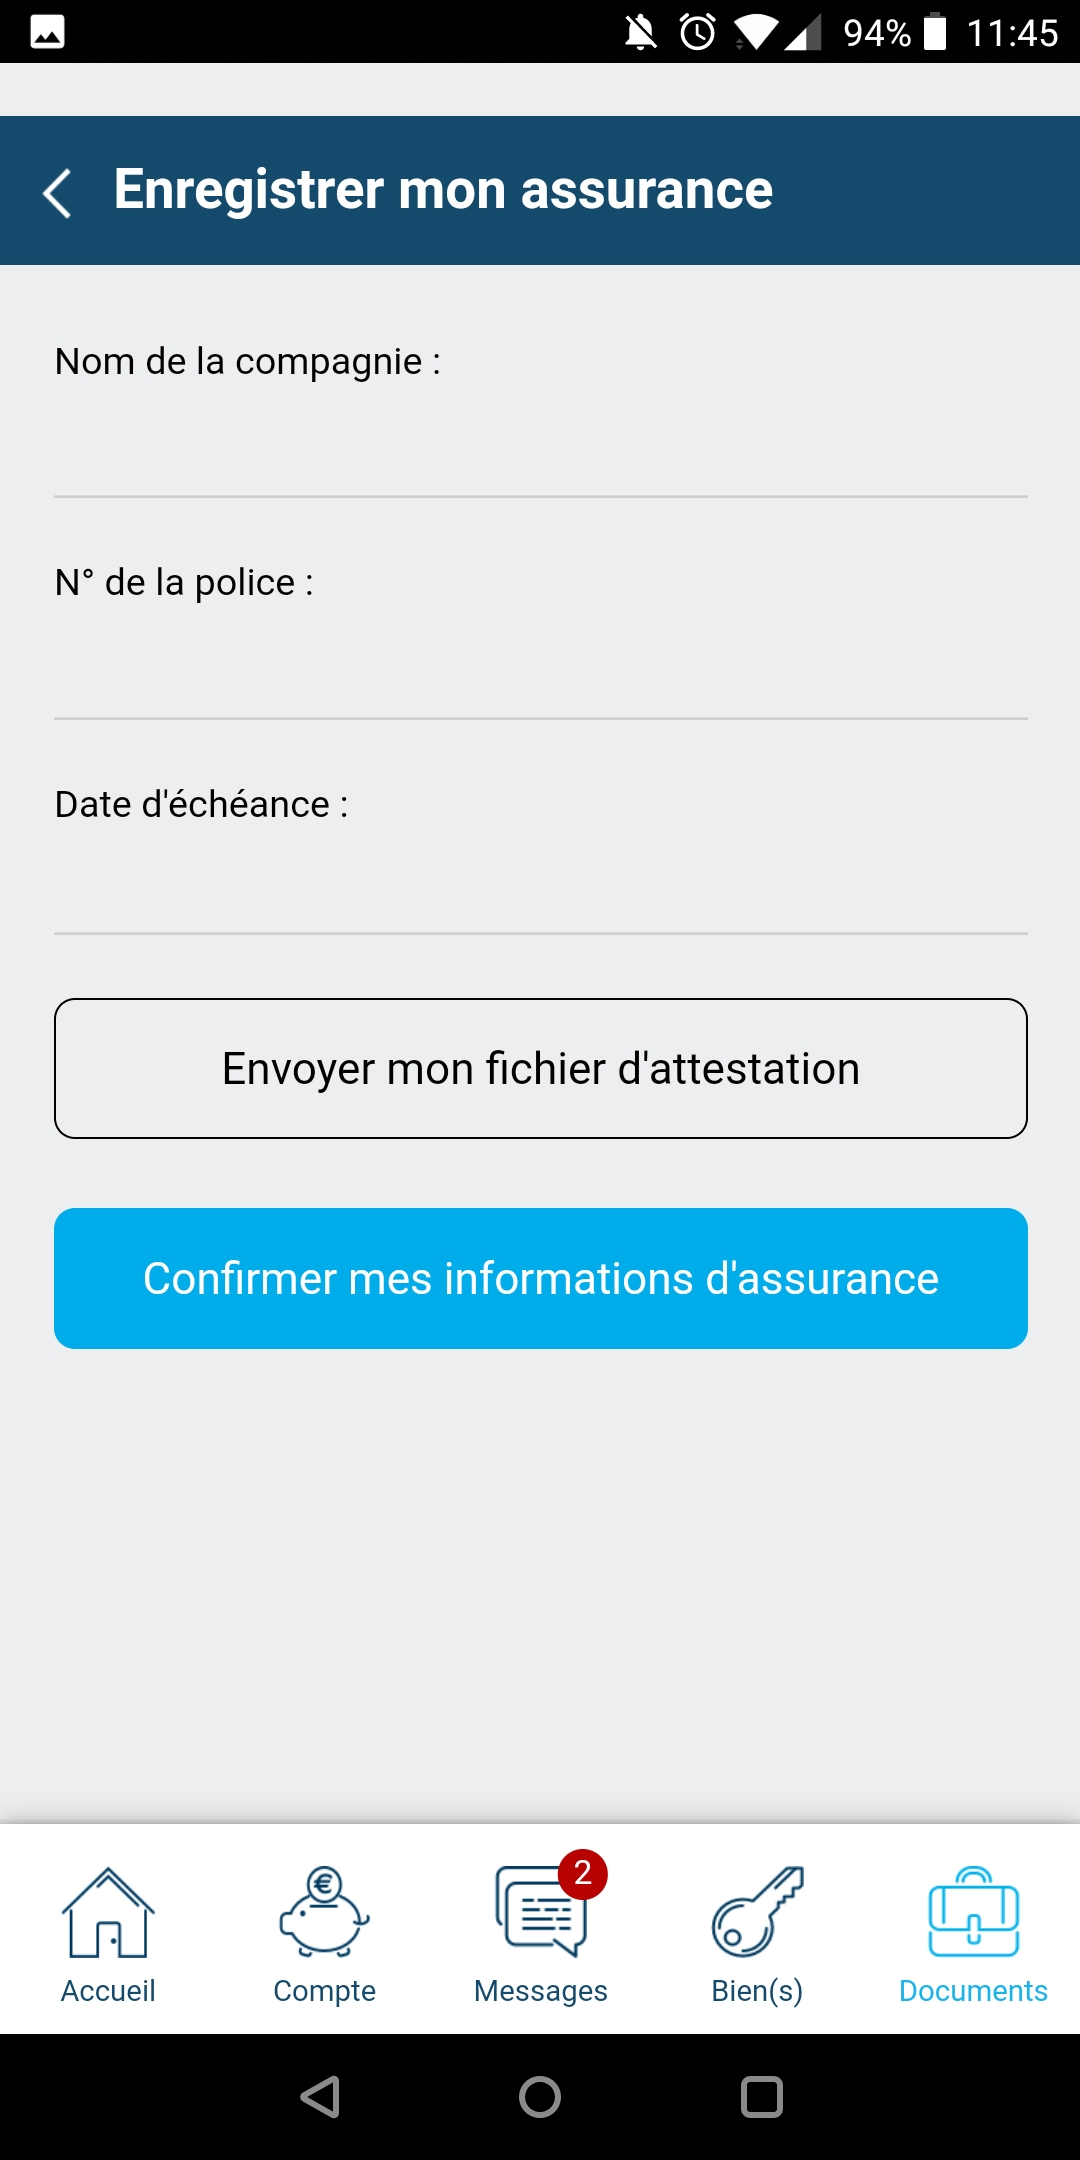 94% 11:45
Enregistrer mon assurance
Nom de la compagnie :
N° de la police :
Date d'échéance :
Envoyer mon fichier d'attestation
Confirmer mes informations d'assurance
2
Accueil Compte Messages Bien(s) Documents